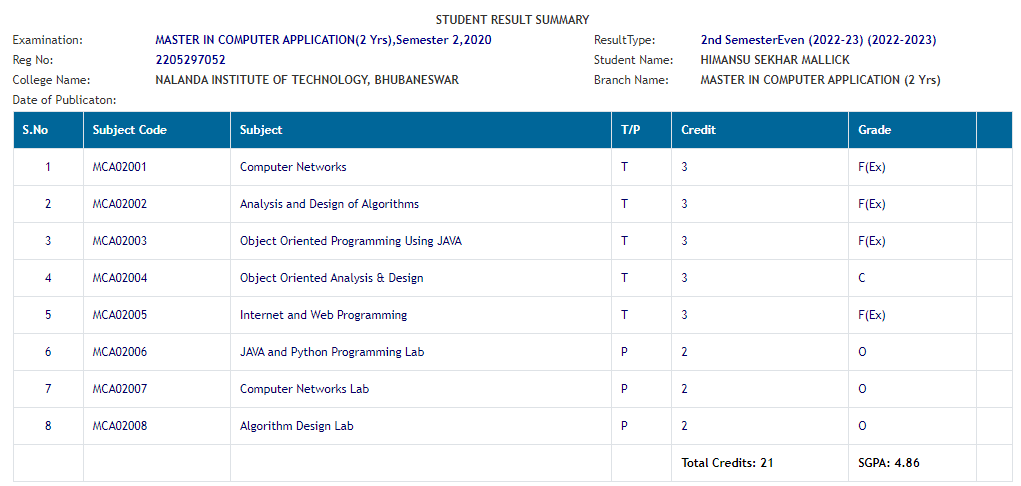 STUDENT RESULT SUMMARY
Examination: MASTER IN COMPUTER APPLICATION(2 Yrs),Semester 2,2020 ResultType: 2nd SemesterEven (2022-23) (2022-2023)
Reg No: 2205297052 Student Name: HIMANSU SEKHAR MALLICK
College Name: NALANDA INSTITUTE OF TECHNOLOGY, BHUBANESWAR Branch Name: MASTER IN COMPUTER APPLICATION (2 Yrs)
Date of Publicaton:
S.No Subject Code Subject T/P Credit Grade
1 MCA02001 Computer Networks T 3 F(Ex)
2 MCA02002 Analysis and Design of Algorithms T 3 F(Ex)
3 MCA02003 Object Oriented Programming Using JAVA T 3 F(Ex)
4 MCA02004 Object Oriented Analysis & Design T 3 C
5 MCA02005 Internet and Web Programming T 3 F(Ex)
6 MCA02006 JAVA and Python Programming Lab P 2 O
7 MCA02007 Computer Networks Lab P 2 O
8 MCA02008 Algorithm Design Lab P 2 O
Total Credits: 21 SGPA: 4.86